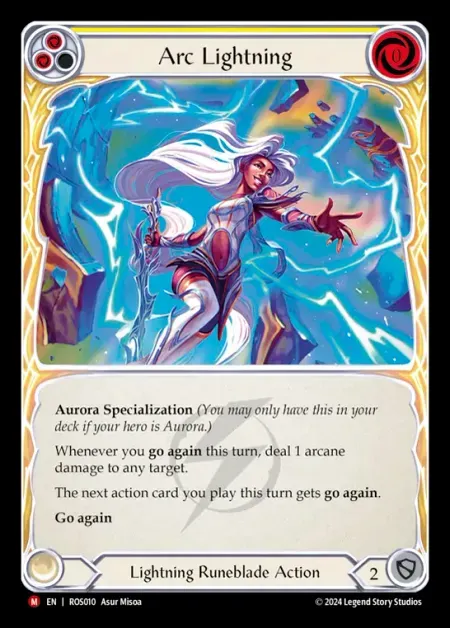 Arc Lightning
0
Aurora Specialization (You may only have this in your
deck if your hero is Aurora.)
Whenever you go again this turn, deal 1 arcane
damage to any target.
The next action card you play this turn gets go again.
Go again
Lightning Runeblade Action
2
M EN | ROS010 Asur Misoa
© 2024 Legend Story Studios